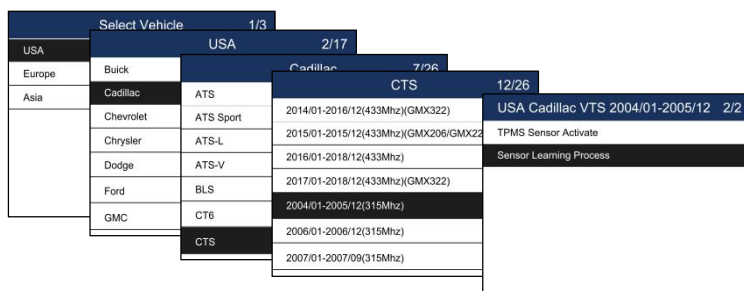 Select Vehicle 1/3
USA
Europe
Asia
USA 2/17
Buick
Cadillac
Chevrolet
Chrysler
Dodge
Ford
GMC
Cadillac 7/26
ATS
ATS Sport
ATS-L
ATS-V
BLS
CT6
CTS
CTS 12/26
2014/01-2016/12(433Mhz)(GMX322)
2015/01-2015/12(433Mhz)(GMX206/GMX22
2016/01-2018/12(433Mhz)
2017/01-2018/12(433Mhz)(GMX322)
2004/01-2005/12(315Mhz)
2006/01-2006/12(315Mhz)
2007/01-2007/09(315Mhz)
USA Cadillac VTS 2004/01-2005/12 2/2
TPMS Sensor Activate
Sensor Learning Process